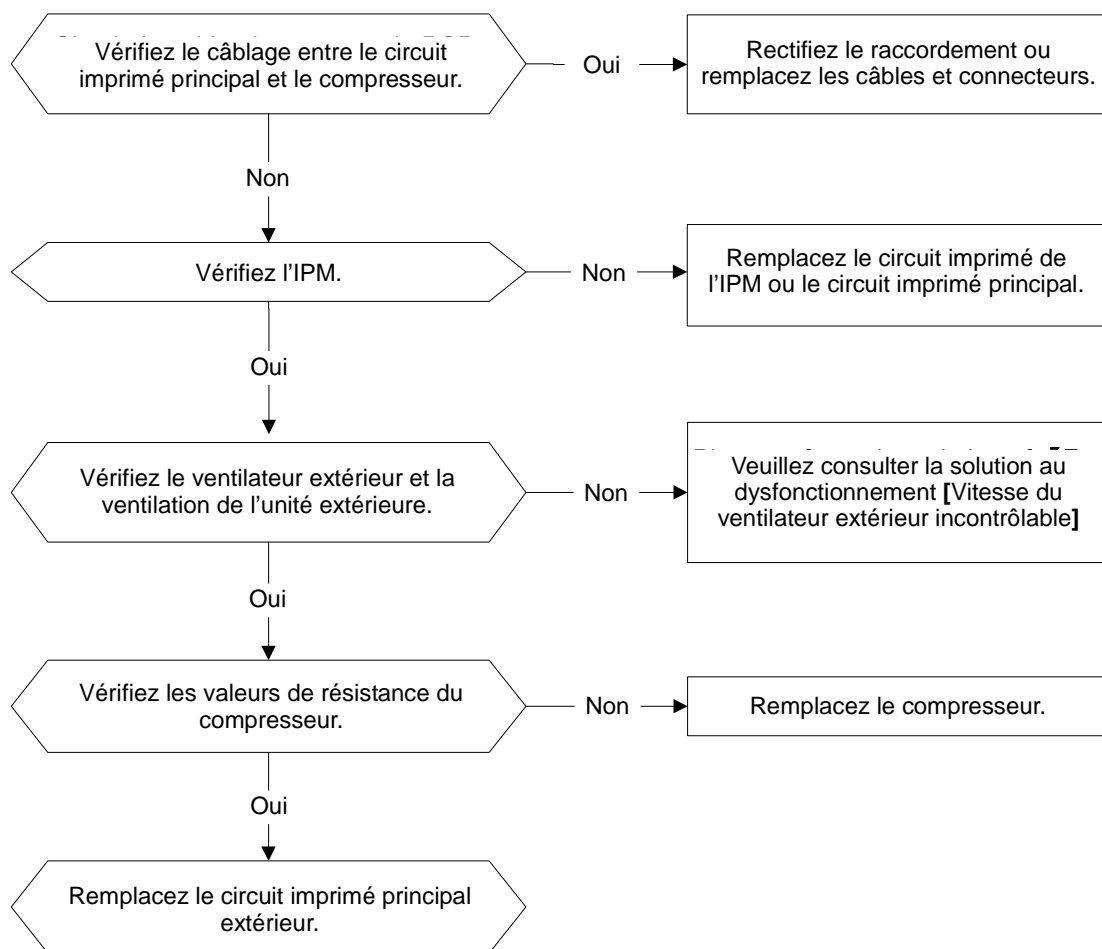 Vérifiez le câblage entre le circuit
imprimé principal et le compresseur.
Oui
Rectifiez le raccordement ou
remplacez les câbles et connecteurs.
Non
Vérifiez l’IPM.
Non
Remplacez le circuit imprimé de
l’IPM ou le circuit imprimé principal.
Oui
Vérifiez le ventilateur extérieur et la
ventilation de l’unité extérieure.
Non
Veuillez consulter la solution au
dysfonctionnement [Vitesse du
ventilateur extérieur incontrôlable]
Oui
Vérifiez les valeurs de résistance du
compresseur.
Non
Remplacez le compresseur.
Oui
Remplacez le circuit imprimé principal
extérieur.